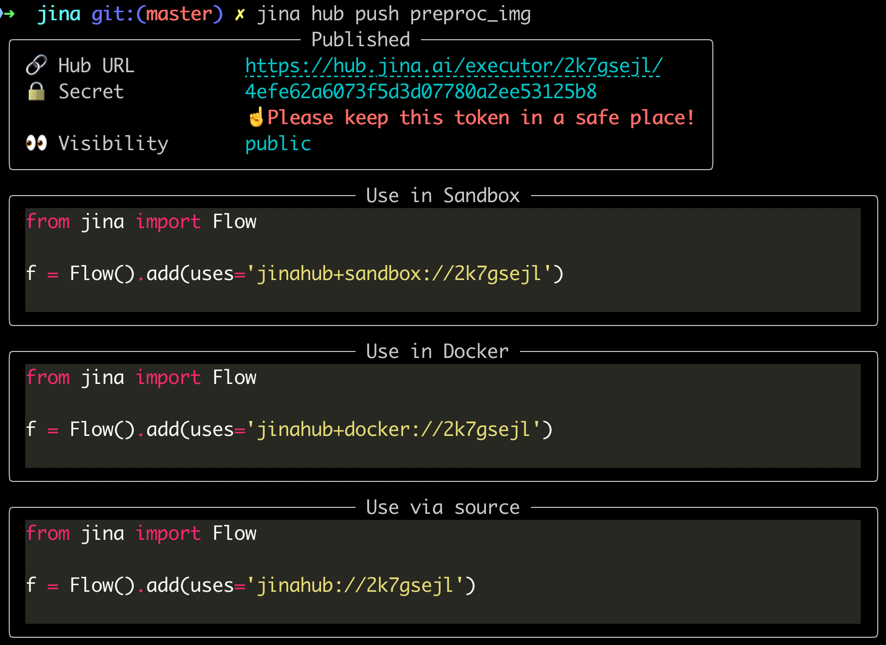 ➜ jina git:(master) ✗ jina hub push preproc_img
Published
🔗 Hub URL https://hub.jina.ai/executor/2k7gsejl/
🔒 Secret 4efe62a6073f5d3d07780a2ee53125b8
☝️Please keep this token in a safe place!
👀 Visibility public
Use in Sandbox
from jina import Flow
f = Flow().add(uses='jinahub+sandbox://2k7gsejl')
Use in Docker
from jina import Flow
f = Flow().add(uses='jinahub+docker://2k7gsejl')
Use via source
from jina import Flow
f = Flow().add(uses='jinahub://2k7gsejl')